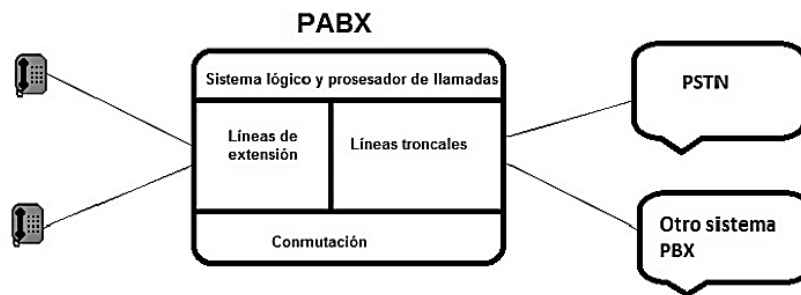 PABX
Sistema lógico y prosesador de llamadas
Líneas de
extensión
Líneas troncales
Conmutación
PSTN
Otro sistema
PBX